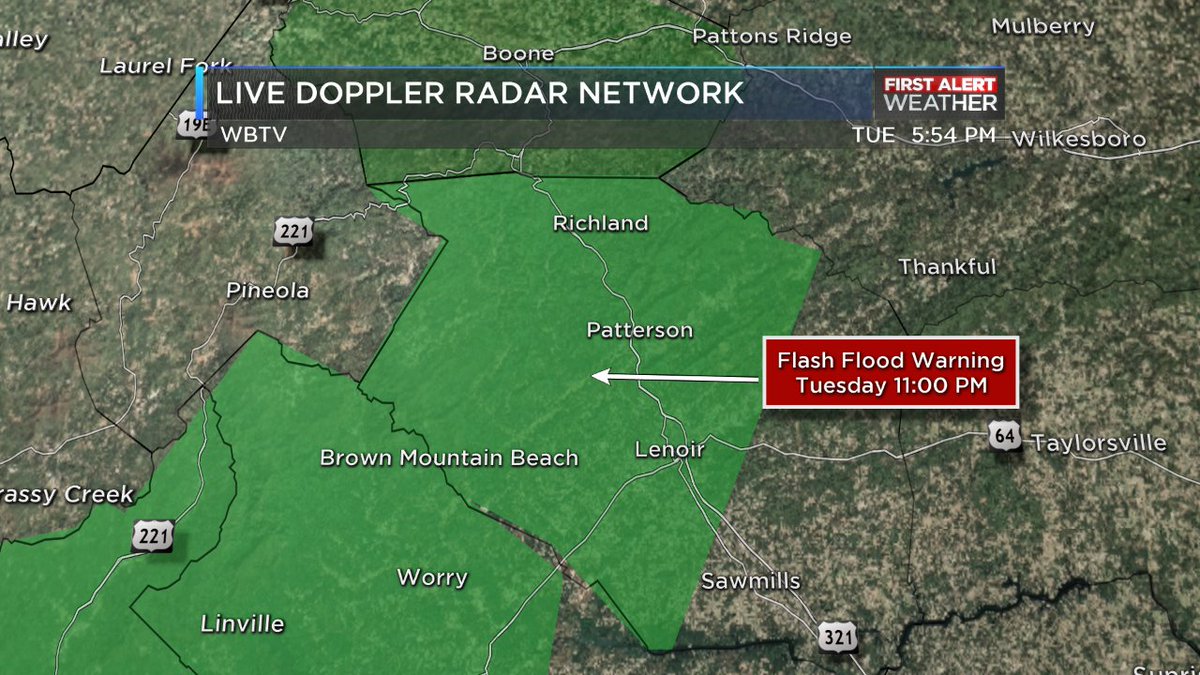 alley
Laurel Fork
Boone
Pattons Ridge
Mulberry
LIVE DOPPLER RADAR NETWORK
FIRST ALERT
WEATHER
19E
WBTV
TUE 5:54 PM
Wilkesboro
221
Richland
Thankful
Pineola
Hawk
Patterson
Flash Flood Warning
Tuesday 11:00 PM
Lenoir
64
Taylorsville
Brown Mountain Beach
rassy Creek
221
Worry
Sawmills
Linville
321
Sunri